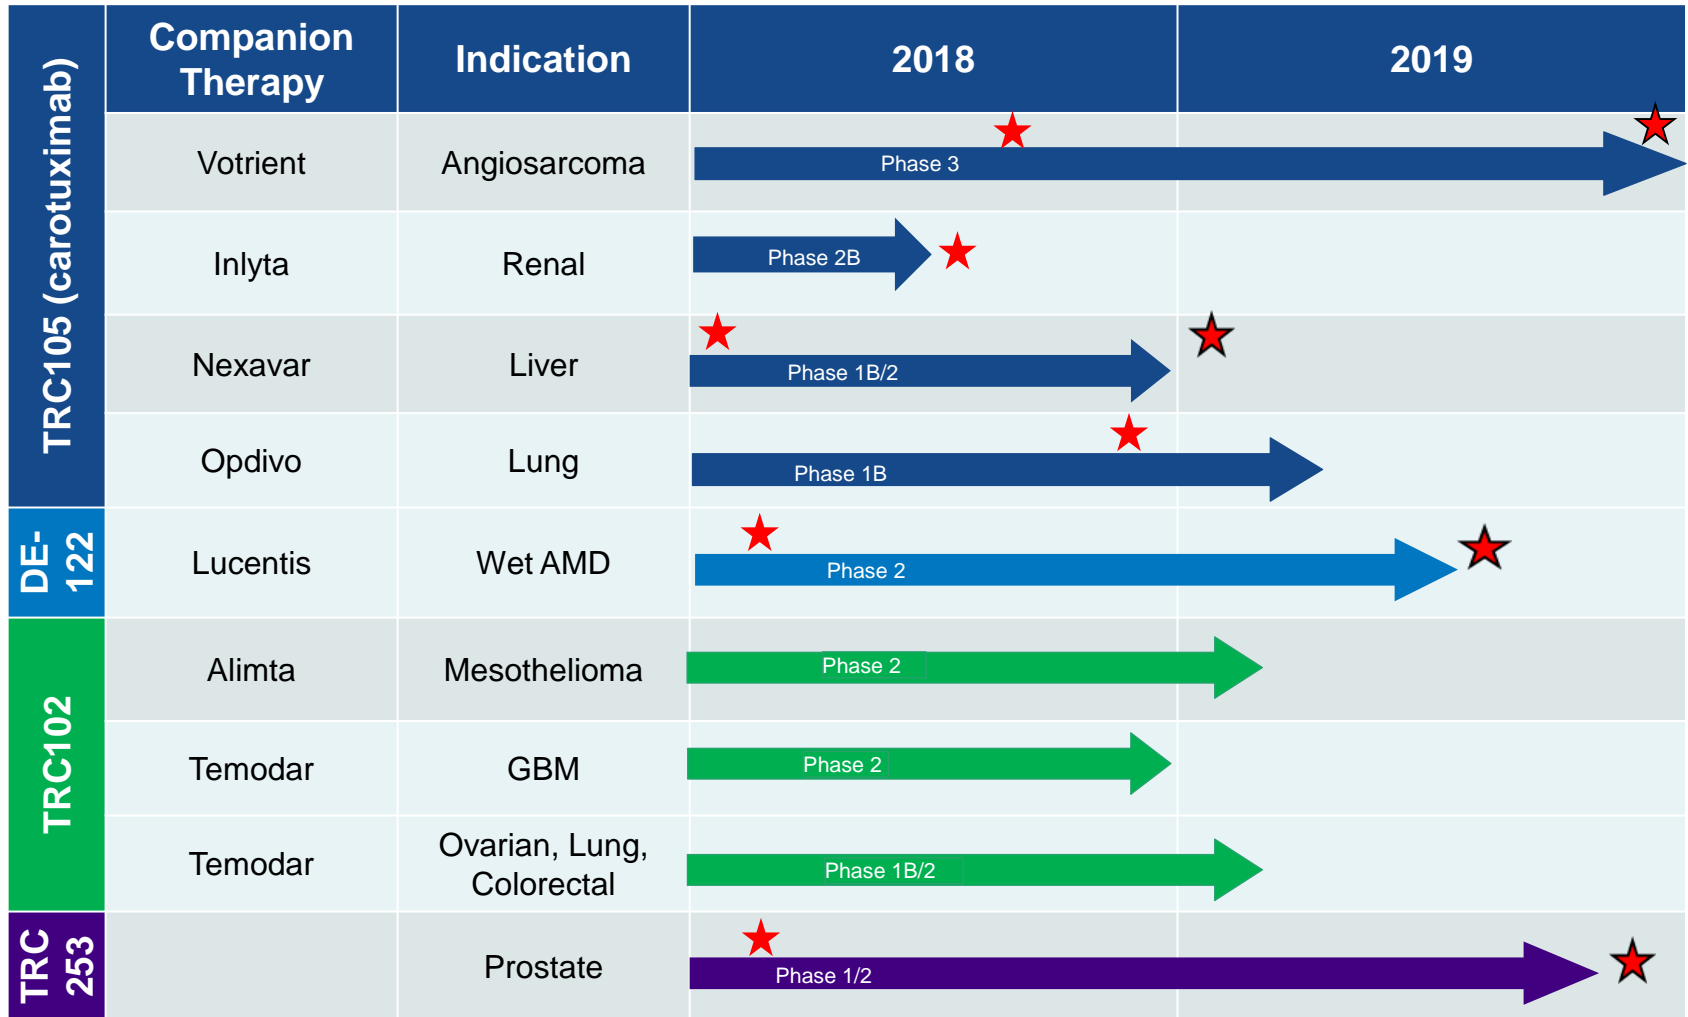 Companion
Therapy
Indication
2018
2019
TRC105 (carotuximab)
Votrient
Angiosarcoma
Phase 3
Inlyta
Renal
Phase 2B
Nexavar
Liver
Phase 1B/2
Opdivo
Lung
Phase 1B
DE-
122
Lucentis
Wet AMD
Phase 2
TRC102
Alimta
Mesothelioma
Phase 2
Temodar
GBM
Phase 2
Temodar
Ovarian, Lung,
Colorectal
Phase 1B/2
TRC
253
Prostate
Phase 1/2